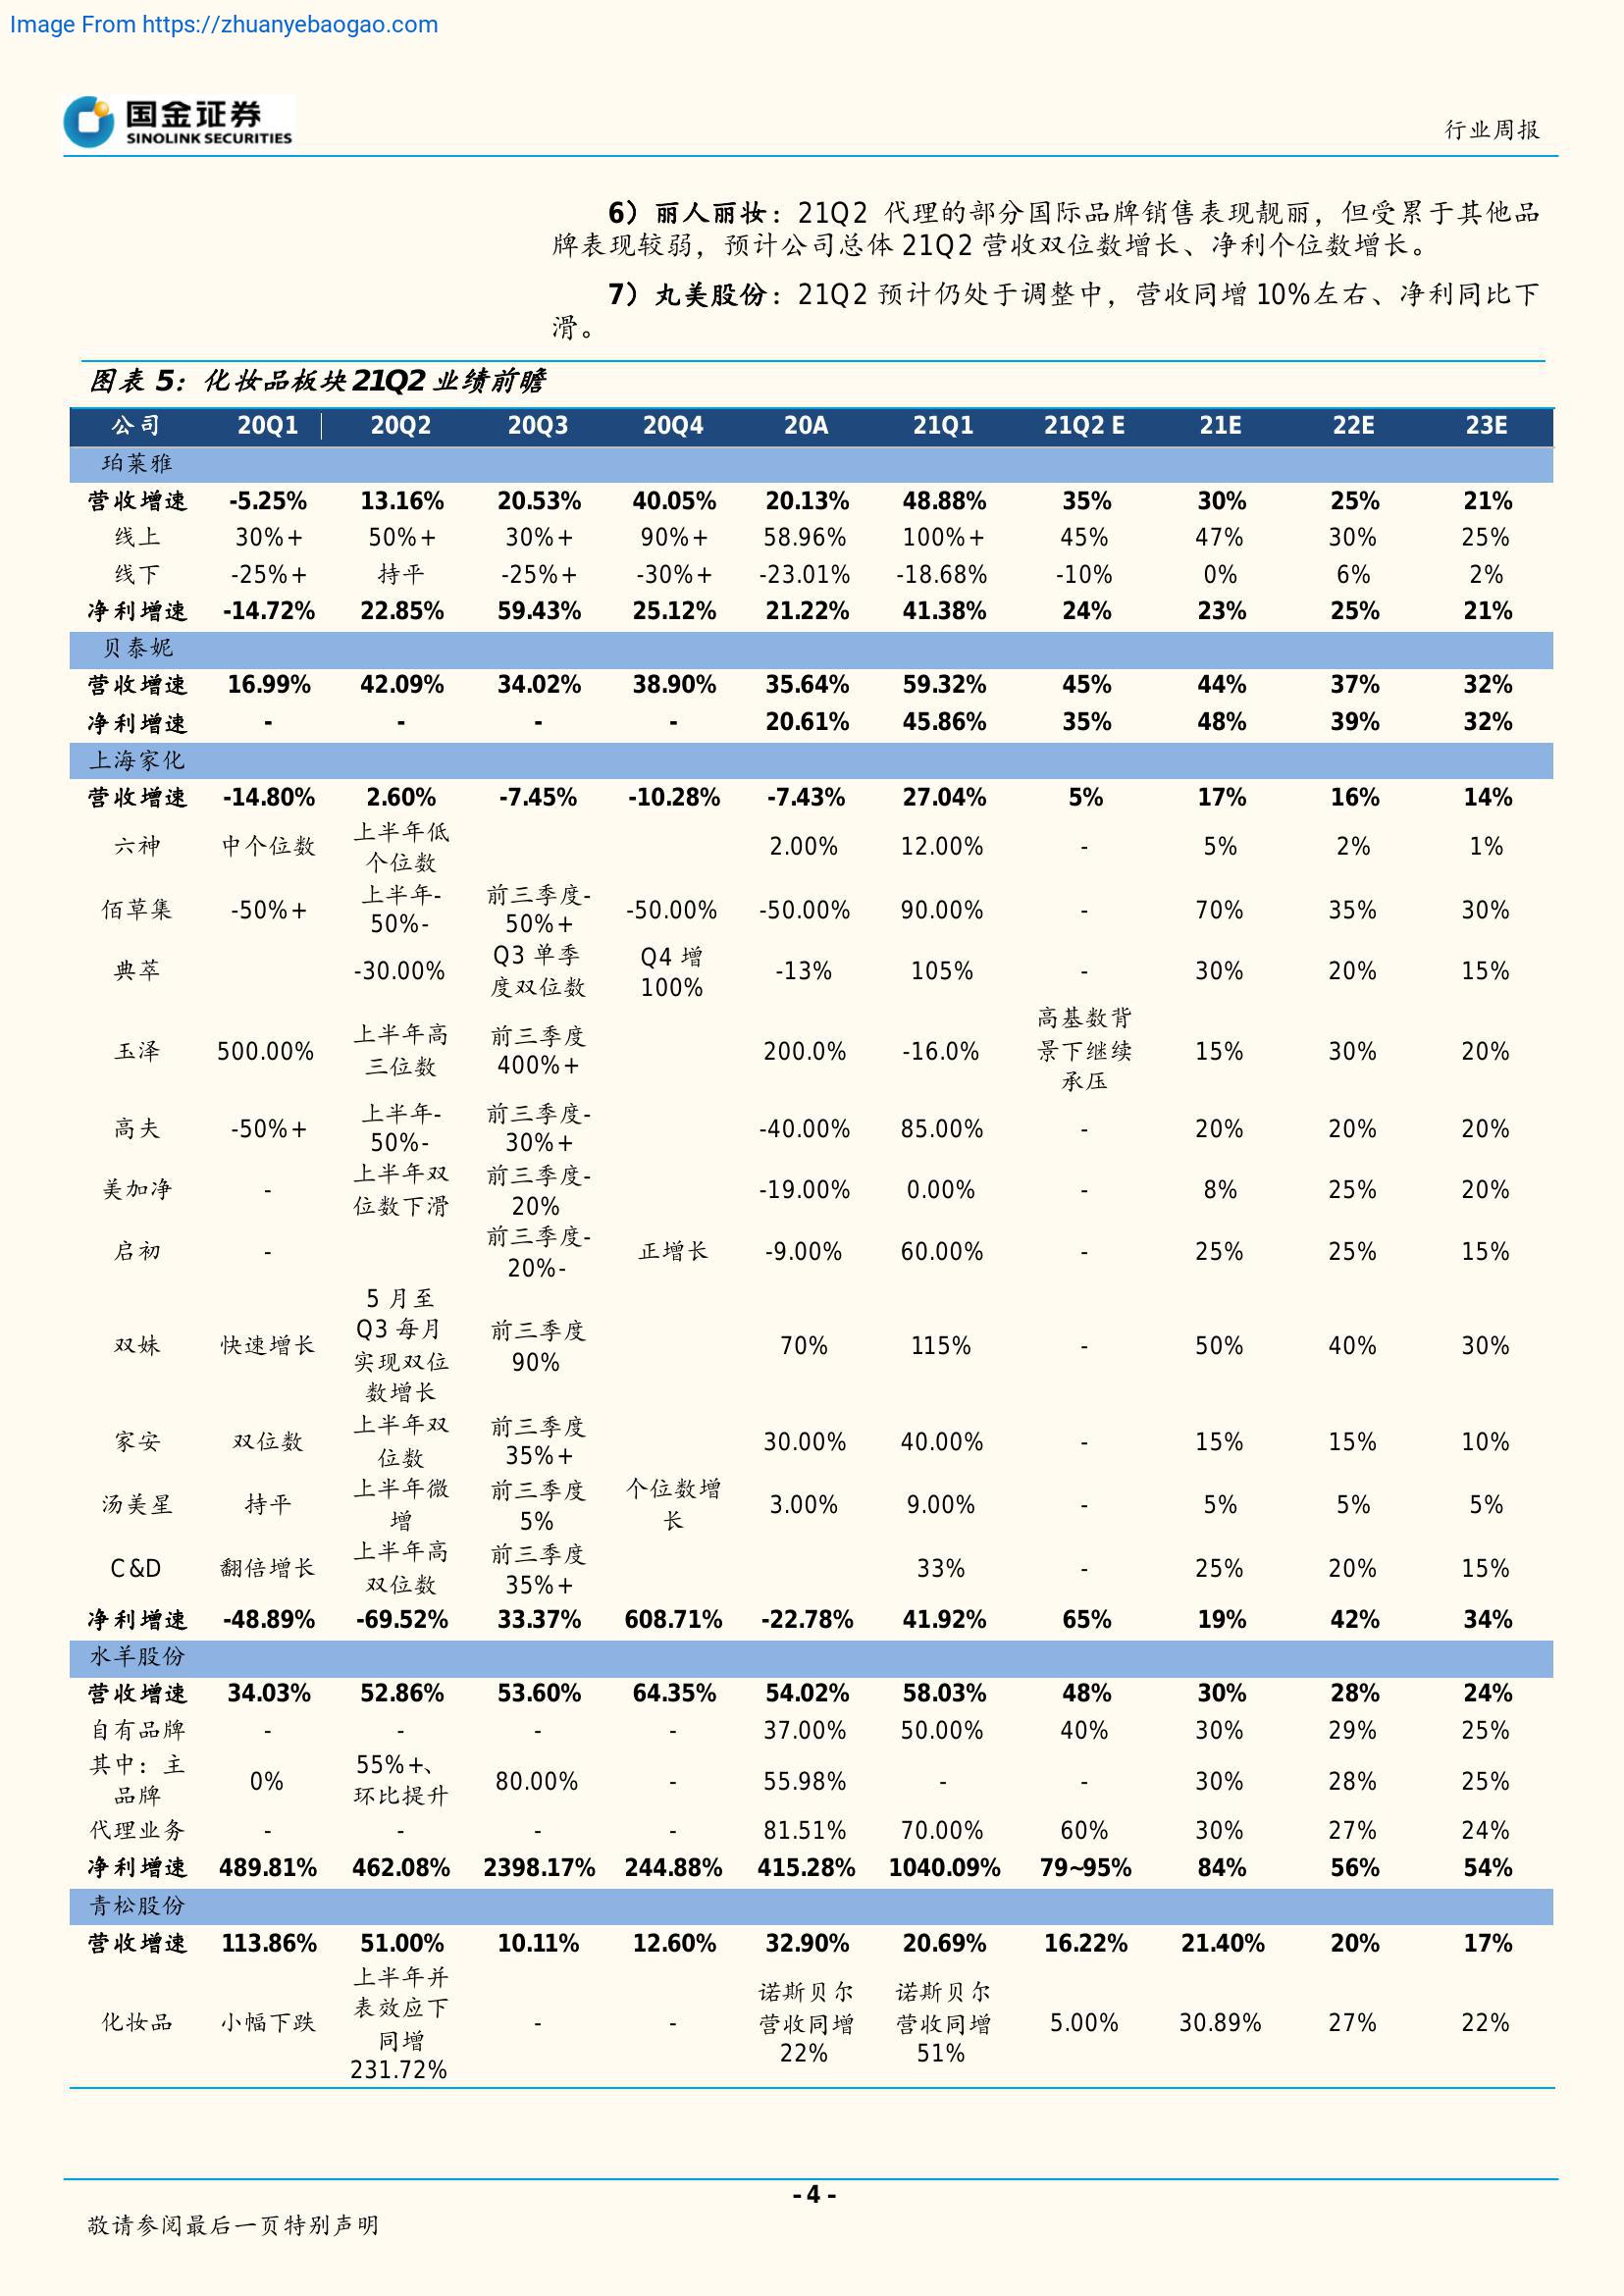 Image From https://zhuanyebaogao.com
国金证券
SINOLINK SECURITIES
行业周报
6）丽人丽妆：21Q2 代理的部分国际品牌销售表现靓丽，但受累于其他品
牌表现较弱，预计公司总体 21Q2 营收双位数增长、净利个位数增长。
7）丸美股份：21Q2 预计仍处于调整中，营收同增 10%左右、净利同比下
滑。
图表 5：化妆品板块 21Q2 业绩前瞻
公司 20Q1 20Q2 20Q3 20Q4 20A 21Q1 21Q2 E 21E 22E 23E
珀莱雅
营收增速 -5.25% 13.16% 20.53% 40.05% 20.13% 48.88% 35% 30% 25% 21%
线上 30%+ 50%+ 30%+ 90%+ 58.96% 100%+ 45% 47% 30% 25%
线下 -25%+ 持平 -25%+ -30%+ -23.01% -18.68% -10% 0% 6% 2%
净利增速 -14.72% 22.85% 59.43% 25.12% 21.22% 41.38% 24% 23% 25% 21%
贝泰妮
营收增速 16.99% 42.09% 34.02% 38.90% 35.64% 59.32% 45% 44% 37% 32%
净利增速 - - - - 20.61% 45.86% 35% 48% 39% 32%
上海家化
营收增速 -14.80% 2.60% -7.45% -10.28% -7.43% 27.04% 5% 17% 16% 14%
六神 中个位数 上半年低个位数 2.00% 12.00% - 5% 2% 1%
佰草集 -50%+ 上半年-50%- 前三季度-50%+ -50.00% -50.00% 90.00% - 70% 35% 30%
典萃 -30.00% Q3 单季度双位数 Q4 增100% -13% 105% - 30% 20% 15%
玉泽 500.00% 上半年高三位数 前三季度400%+ 200.0% -16.0% 高基数背景下继续承压 15% 30% 20%
高夫 -50%+ 上半年-50%- 前三季度-30%+ -40.00% 85.00% - 20% 20% 20%
美加净 - 上半年双位数下滑 前三季度-20% -19.00% 0.00% - 8% 25% 20%
启初 - 前三季度-20%- 正增长 -9.00% 60.00% - 25% 25% 15%
双妹 快速增长 5 月至Q3 每月实现双位数增长 前三季度90% 70% 115% - 50% 40% 30%
家安 双位数 上半年双位数 前三季度35%+ 30.00% 40.00% - 15% 15% 10%
汤美星 持平 上半年微增 前三季度5% 个位数增长 3.00% 9.00% - 5% 5% 5%
C&D 翻倍增长 上半年高双位数 前三季度35%+ 33% - 25% 20% 15%
净利增速 -48.89% -69.52% 33.37% 608.71% -22.78% 41.92% 65% 19% 42% 34%
水羊股份
营收增速 34.03% 52.86% 53.60% 64.35% 54.02% 58.03% 48% 30% 28% 24%
自有品牌 - - - - 37.00% 50.00% 40% 30% 29% 25%
其中：主品牌 0% 55%+、环比提升 80.00% - 55.98% - - 30% 28% 25%
代理业务 - - - - 81.51% 70.00% 60% 30% 27% 24%
净利增速 489.81% 462.08% 2398.17% 244.88% 415.28% 1040.09% 79~95% 84% 56% 54%
青松股份
营收增速 113.86% 51.00% 10.11% 12.60% 32.90% 20.69% 16.22% 21.40% 20% 17%
化妆品 小幅下跌 上半年并表效应下同增231.72% - - 诺斯贝尔营收同增22% 诺斯贝尔营收同增51% 5.00% 30.89% 27% 22%
- 4 -
敬请参阅最后一页特别声明